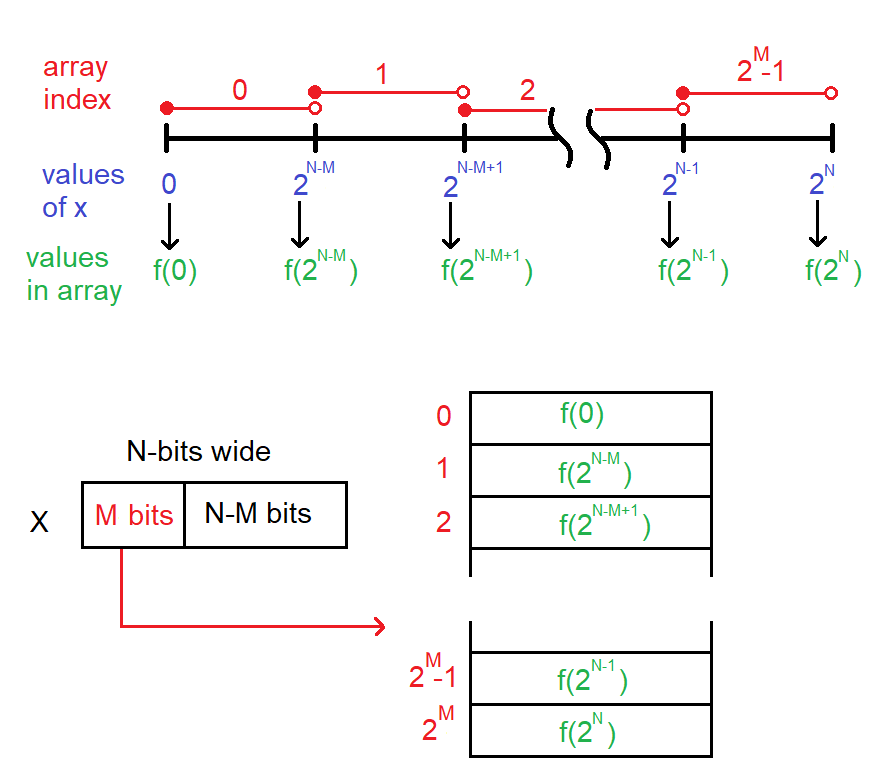 array index
0
1
2
2^M-1
values of x
0
2^N-M
2^N-M+1
2^N-1
2^N
values in array
f(0)
f(2^N-M)
f(2^N-M+1)
f(2^N-1)
f(2^N)
N-bits wide
X
M bits
N-M bits
0 f(0)
1 f(2^N-M)
2 f(2^N-M+1)
2^M-1 f(2^N-1)
2^M f(2^N)